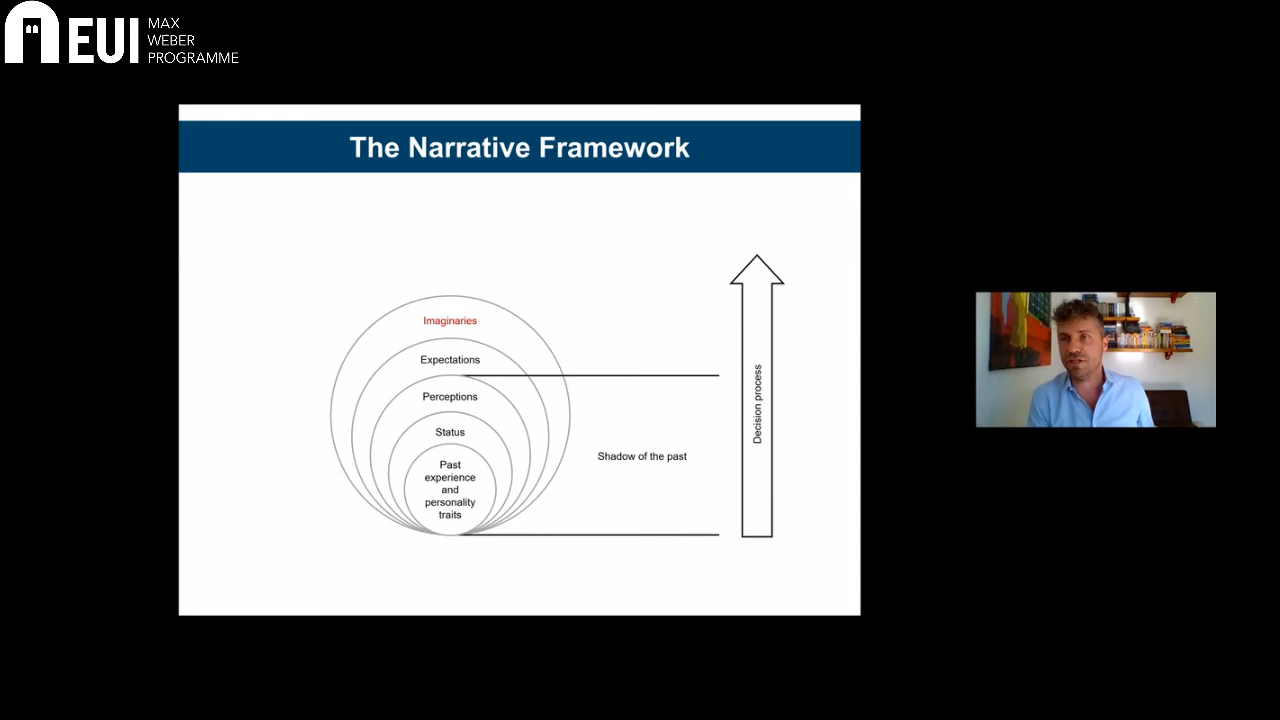 EUI
MAX
WEBER
PROGRAMME
The Narrative Framework
Imaginaries
Expectations
Perceptions
Status
Past
experience
and
personality
traits
Shadow of the past
Decision process